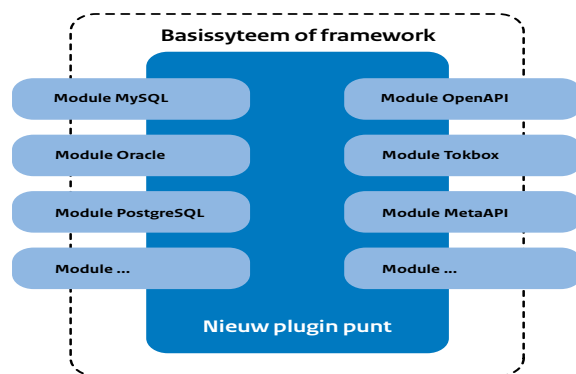 Basissyteem of framework
Module MySQL
Module Oracle
Module PostgreSQL
Module ...
Module OpenAPI
Module Tokbox
Module MetaAPI
Module ...
Nieuw plugin punt